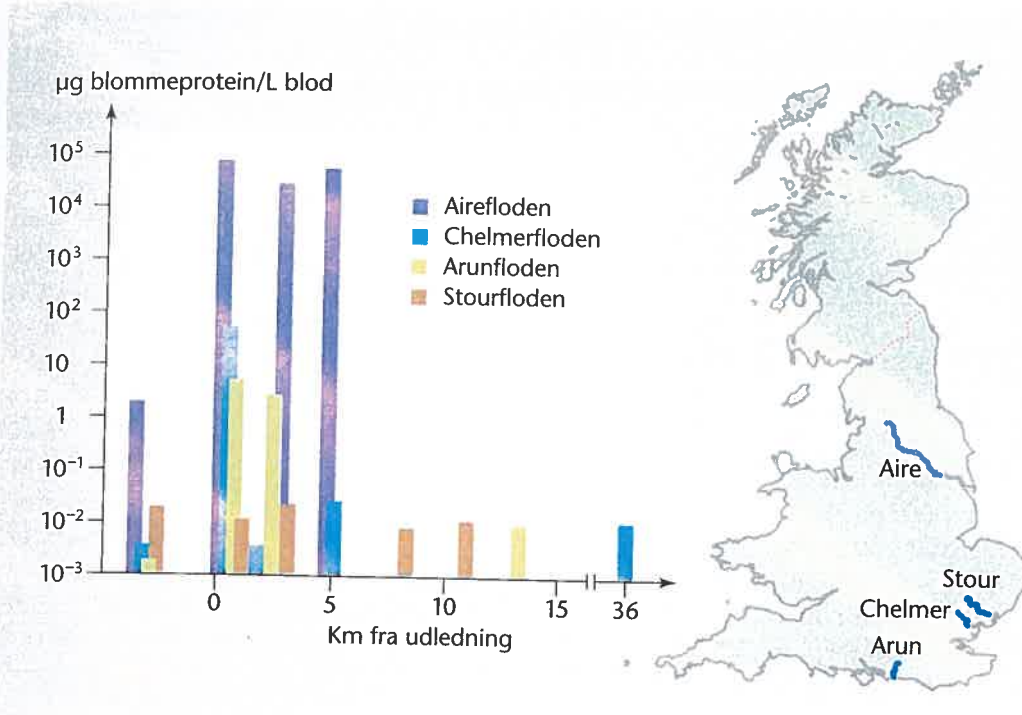 µg blommeprotein/L blod
10⁵
10⁴
10³
10²
10
1
10⁻¹
10⁻²
10⁻³
0
5
10
15
36
Km fra udledning
Airefloden
Chelmerfloden
Arunfloden
Stourfloden
Aire
Stour
Chelmer
Arun